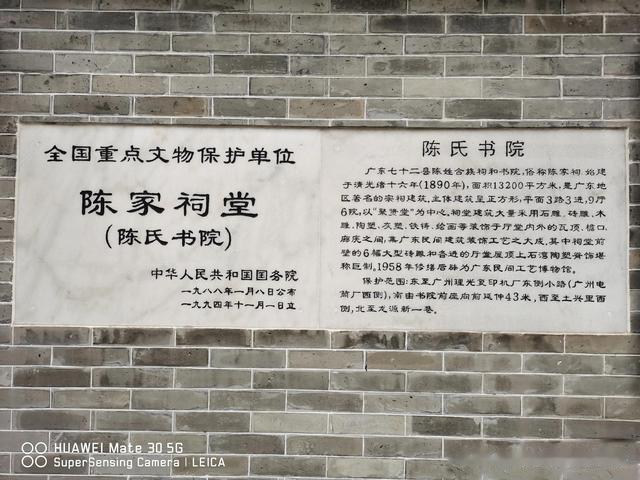 全国重点文物保护单位
陈家祠堂
(陈氏书院)
中华人民共和国国务院
一九八八年一月八日公布
一九九四年十一月一日立
陈氏书院
广东七十二县陈姓合族祠和书院,俗称陈家祠.始建
于清光绪十六年(1890年),面积13200平方米,是广东地
区著名的宗祠建筑.主体建筑呈正方形,平面3路3进,9厅
6院,以“聚贤堂”为中心.祠堂建筑大量采用石雕、砖雕、木
雕、陶塑、灰塑、铁铸、绘画等装饰于厅堂内外的瓦顶、檐口、
廊庑之间,集广东民间建筑装饰工艺之大成,其中祠堂前
壁的6幅大型砖雕和各进的厅堂屋顶上石湾陶塑脊饰堪
称巨制.1958年修缮后辟为广东民间工艺博物馆。
保护范围:东至广州理光复印机厂东侧小路(广州电
筒厂西侧),南由书院前座向前延伸43米,西至土兴里西
侧,北至龙源新一巷.
HUAWEI Mate 30 5G
SuperSensing Camera | LEICA